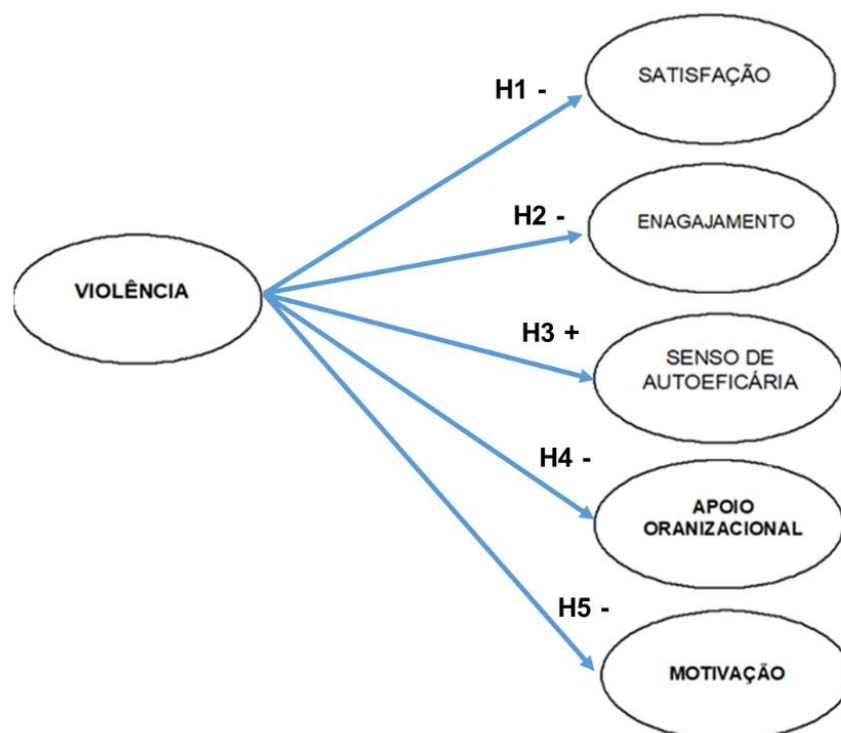 H1 -
SATISFAÇÃO
H2 -
ENAGAJAMENTO
VIOLÊNCIA
H3 +
SENSO DE
AUTOEFICÁRIA
H4 -
APOIO
ORANIZACIONAL
H5 -
MOTIVAÇÃO